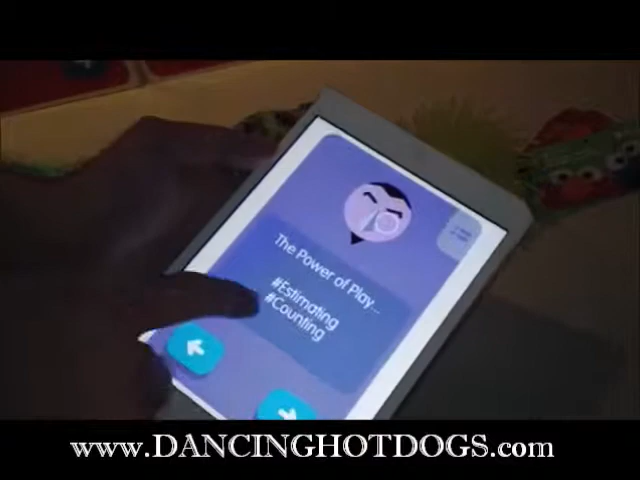 The Power of Play...
#Estimating
#Counting
www.DANCINGHOTDOGS.com